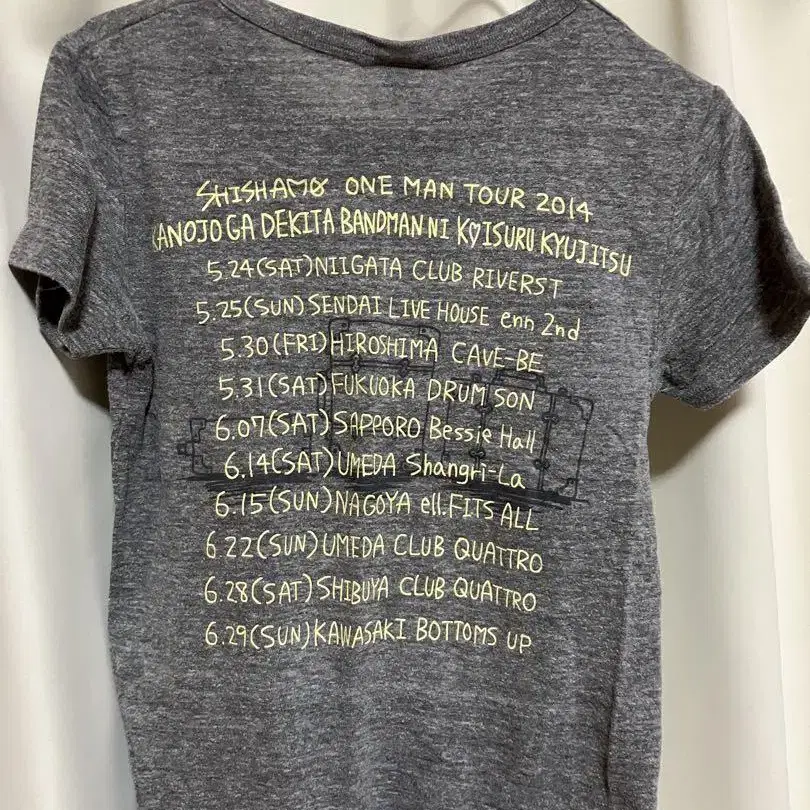 SHISHAMO ONE MAN TOUR 2014
KANOJO GA DEKITA BANDMAN NI K♡ISURU KYUJITSU
5.24(SAT)NIIGATA CLUB RIVERST
5.25(SUN)SENDAI LIVE HOUSE enn 2nd
5.30(FRI)HIROSHIMA CAVE-BE
5.31(SAT)FUKUOKA DRUM SON
6.07(SAT)SAPPORO Bessie Hall
6.14(SAT)UMEDA Shangri-La
6.15(SUN)NAGOYA ell.FITS ALL
6.22(SUN)UMEDA CLUB QUATTRO
6.28(SAT)SHIBUYA CLUB QUATTRO
6.29(SUN)KAWASAKI BOTTOMS UP